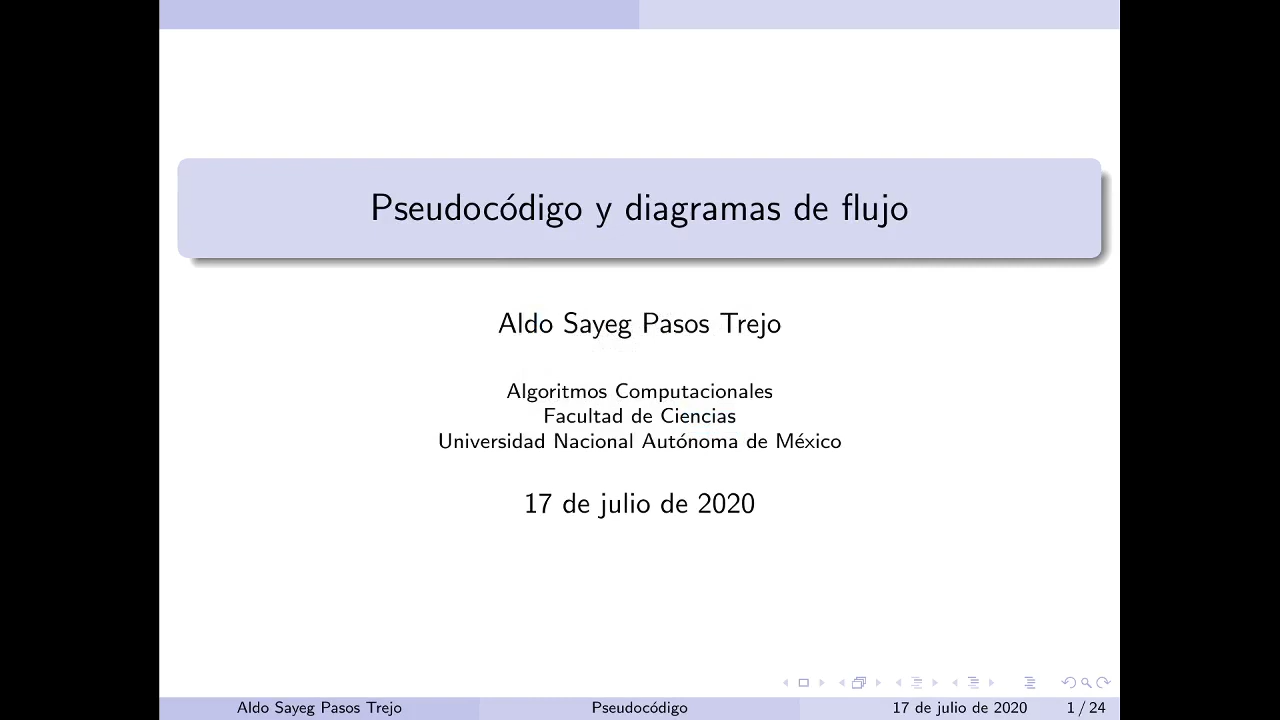 Pseudocódigo y diagramas de flujo
Aldo Sayeg Pasos Trejo
Algoritmos Computacionales
Facultad de Ciencias
Universidad Nacional Autónoma de México
17 de julio de 2020
Aldo Sayeg Pasos Trejo Pseudocódigo 17 de julio de 2020 1 / 24